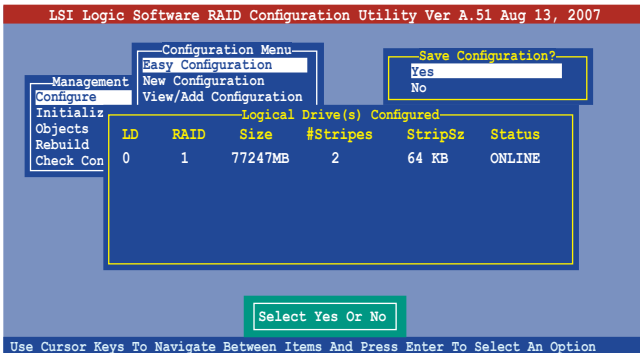 LSI Logic Software RAID Configuration Utility Ver A.51 Aug 13, 2007
Configuration Menu
Easy Configuration
New Configuration
View/Add Configuration
Save Configuration?
Yes
No
Management
Configure
Initializ
Objects
Rebuild
Check Con
Logical Drive(s) Configured
LD RAID Size #Stripes StripSz Status
0 1 77247MB 2 64 KB ONLINE
Select Yes Or No
Use Cursor Keys To Navigate Between Items And Press Enter To Select An Option